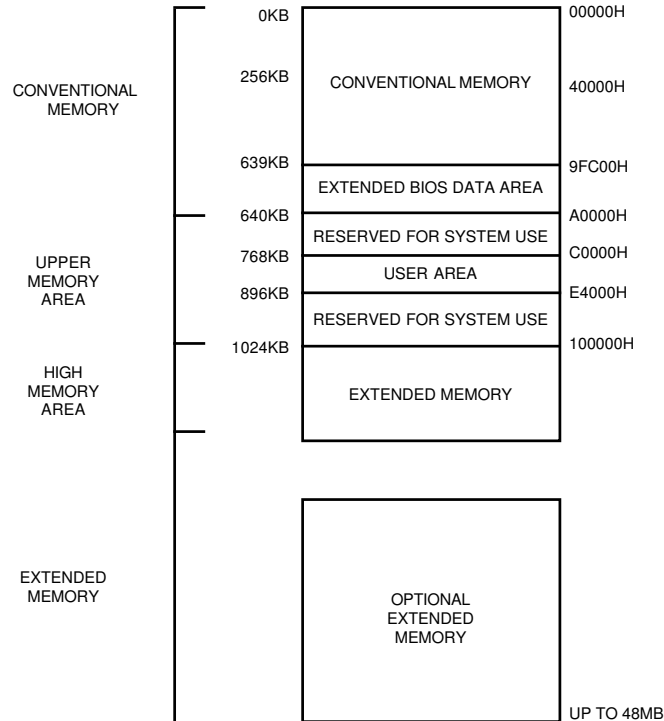 0KB 00000H
CONVENTIONAL
MEMORY
256KB CONVENTIONAL MEMORY 40000H
639KB 9FC00H
EXTENDED BIOS DATA AREA
640KB A0000H
RESERVED FOR SYSTEM USE
768KB C0000H
UPPER
MEMORY
AREA
USER AREA
896KB E4000H
RESERVED FOR SYSTEM USE
1024KB 100000H
HIGH
MEMORY
AREA
EXTENDED MEMORY
EXTENDED
MEMORY
OPTIONAL
EXTENDED
MEMORY
UP TO 48MB